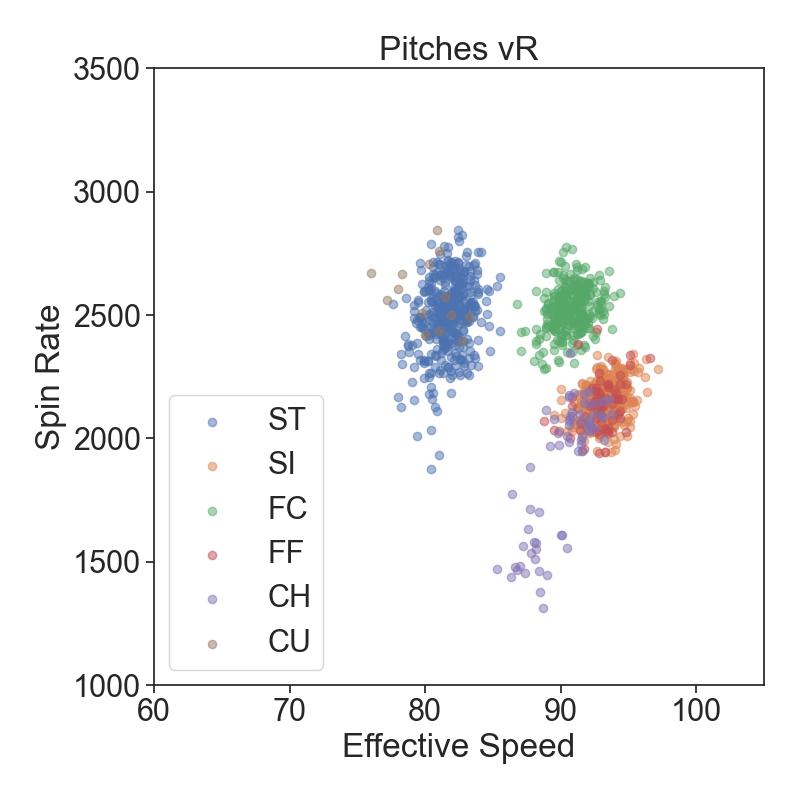 Pitches vR
3500
3000
2500
2000
1500
1000
Spin Rate
ST
SI
FC
FF
CH
CU
60 70 80 90 100
Effective Speed